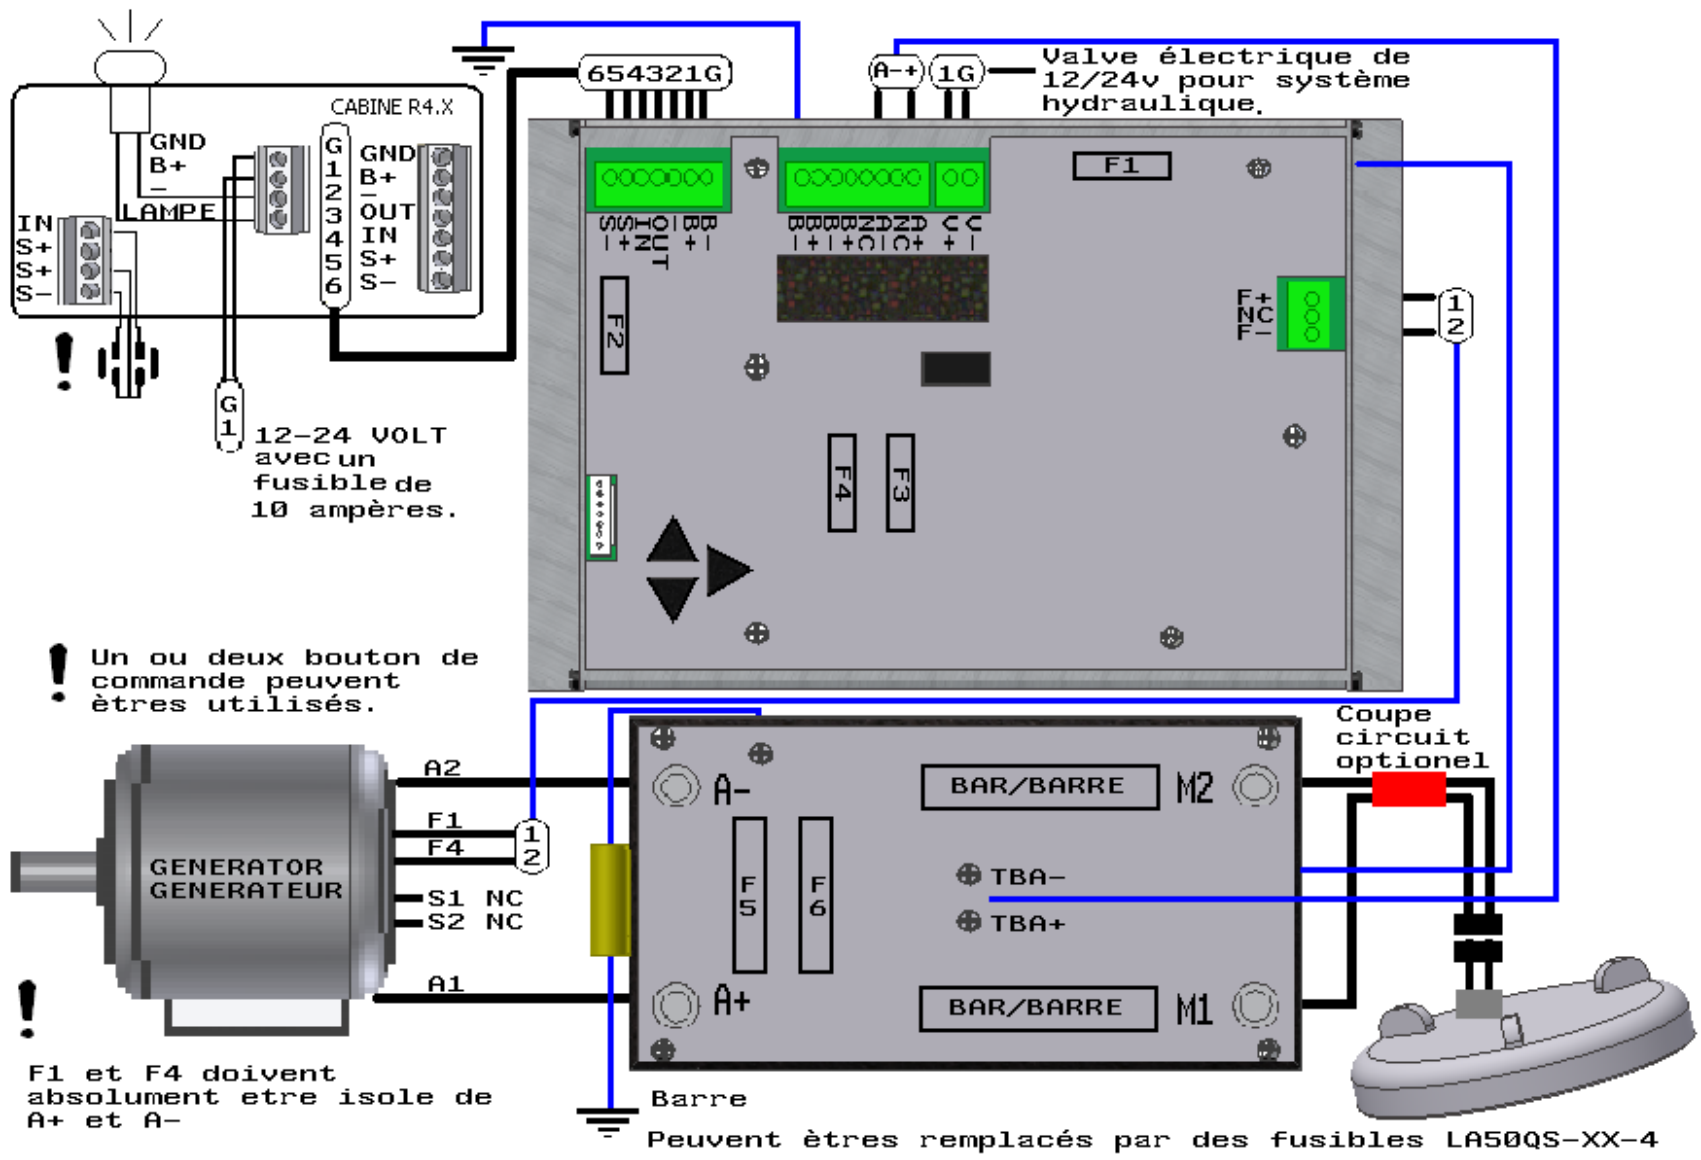 654321G
A-+
1G
Valve électrique de
12/24v pour système
hydraulique.
CABINE R4.X
GND
B+
-
LAMPE
IN
S+
S+
S-
G
1
2
3
4
5
6
GND
B+
-
OUT
IN
S+
S-
G
1
12-24 VOLT
avec un
fusible de
10 ampères.
S-
S+
IN
OUT
-
B+
B-
B-
B+
B-
B+
NC
A-
NC
A+
V+
V-
F1
F2
F4
F3
F+
NC
F-
1
2
Un ou deux bouton de
commande peuvent
ètres utilisés.
GENERATOR
GENERATEUR
A2
F1
F4
1
2
S1 NC
S2 NC
A1
F1 et F4 doivent
absolument etre isole de
A+ et A-
A-
A+
F5
F6
BAR/BARRE
M2
TBA-
TBA+
BAR/BARRE
M1
Coupe
circuit
optionel
Barre
Peuvent ètres remplacés par des fusibles LA50QS-XX-4